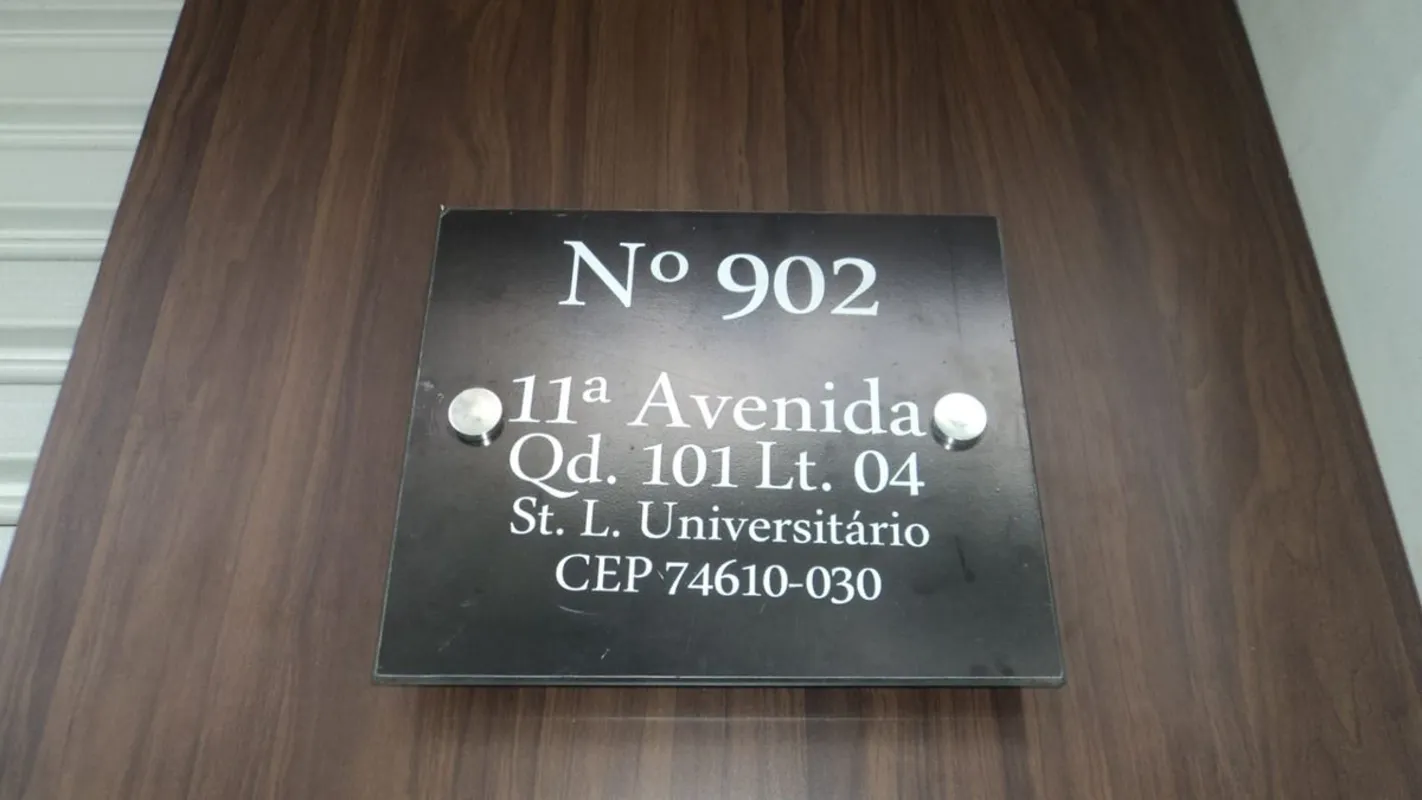 Nº 902
11ª Avenida
Qd. 101 Lt. 04
St. L. Universitário
CEP 74610-030